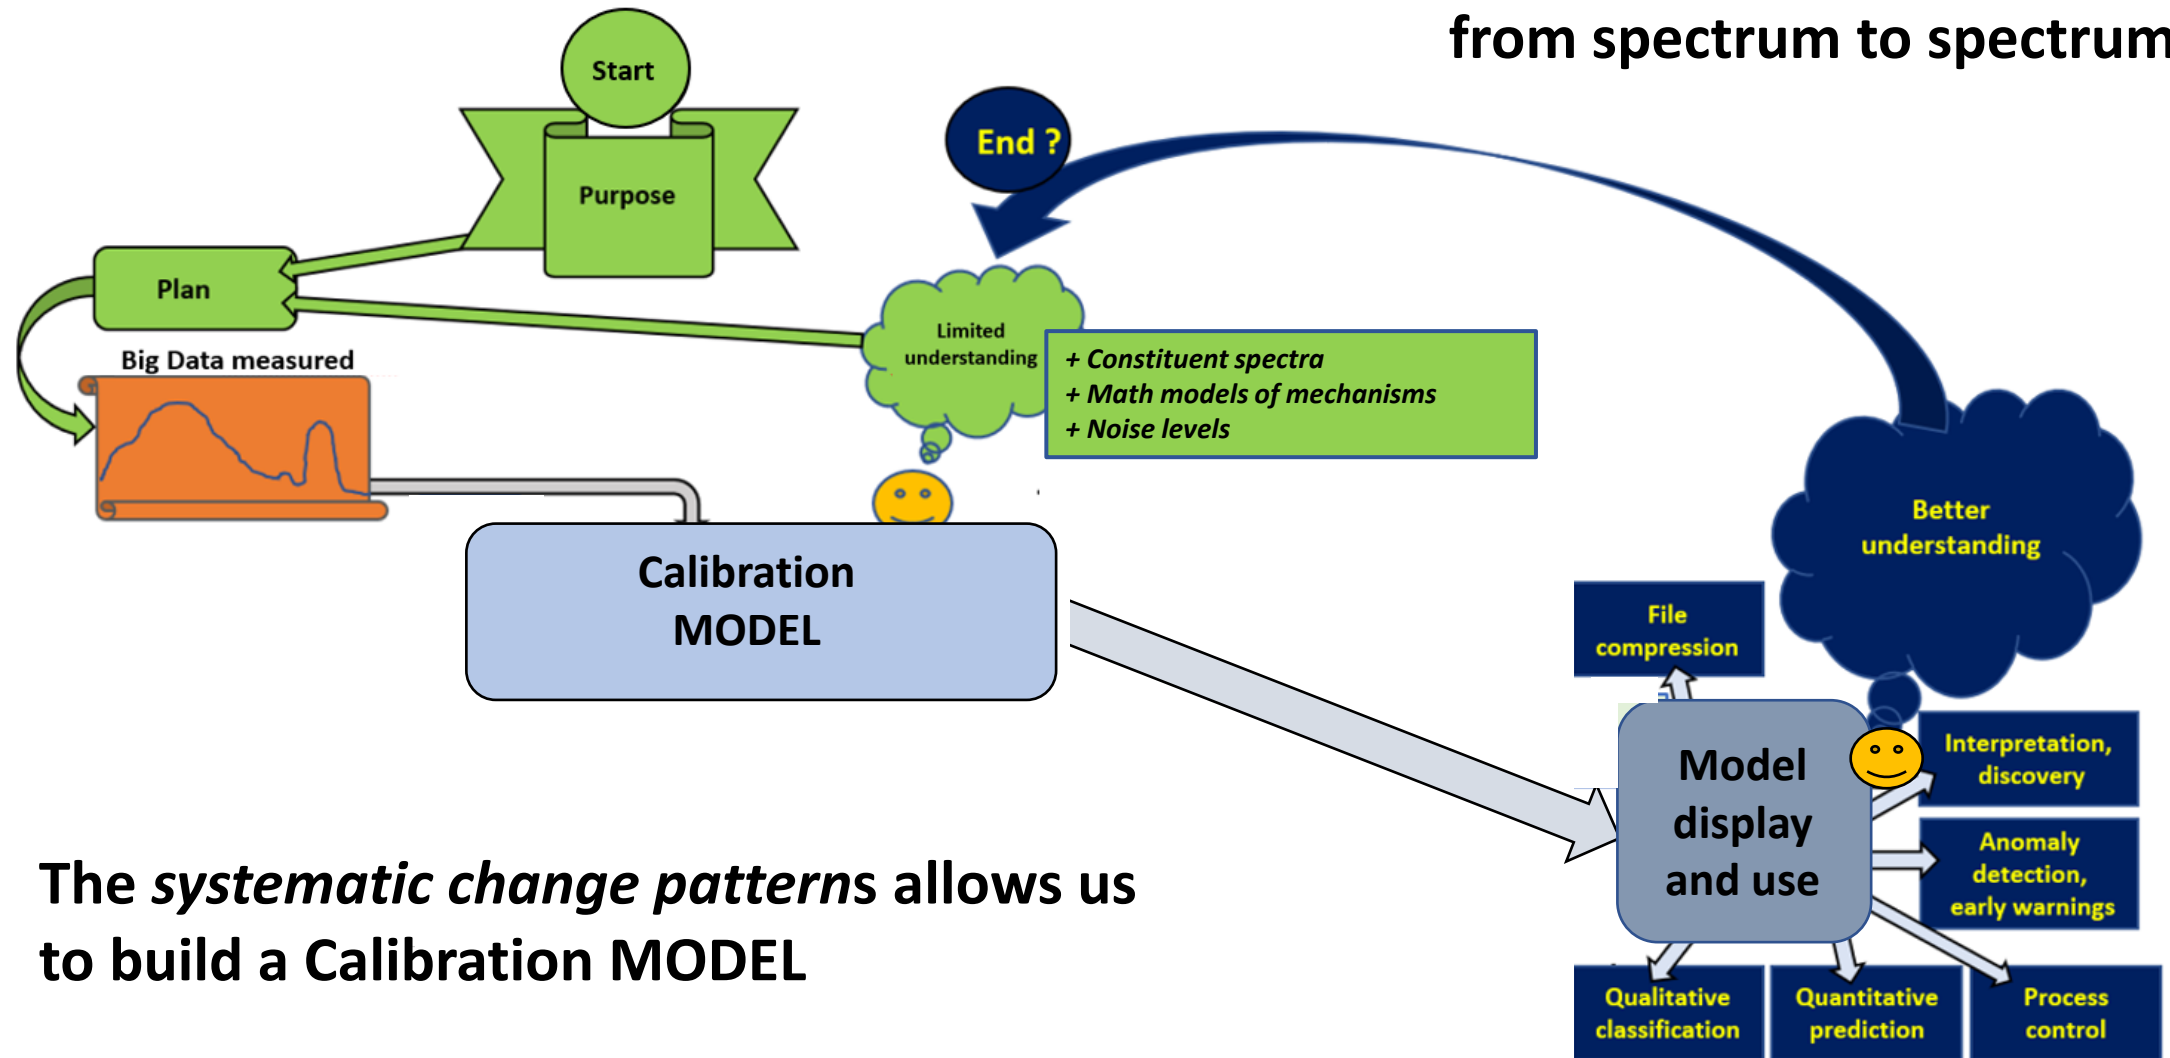 from spectrum to spectrum
Start
End ?
Purpose
Plan
Big Data measured
Limited
understanding
+ Constituent spectra
+ Math models of mechanisms
+ Noise levels
Better
understanding
Calibration
MODEL
File
compression
Model
display
and use
Interpretation,
discovery
Anomaly
detection,
early warnings
The systematic change patterns allows us
to build a Calibration MODEL
Qualitative
classification
Quantitative
prediction
Process
control